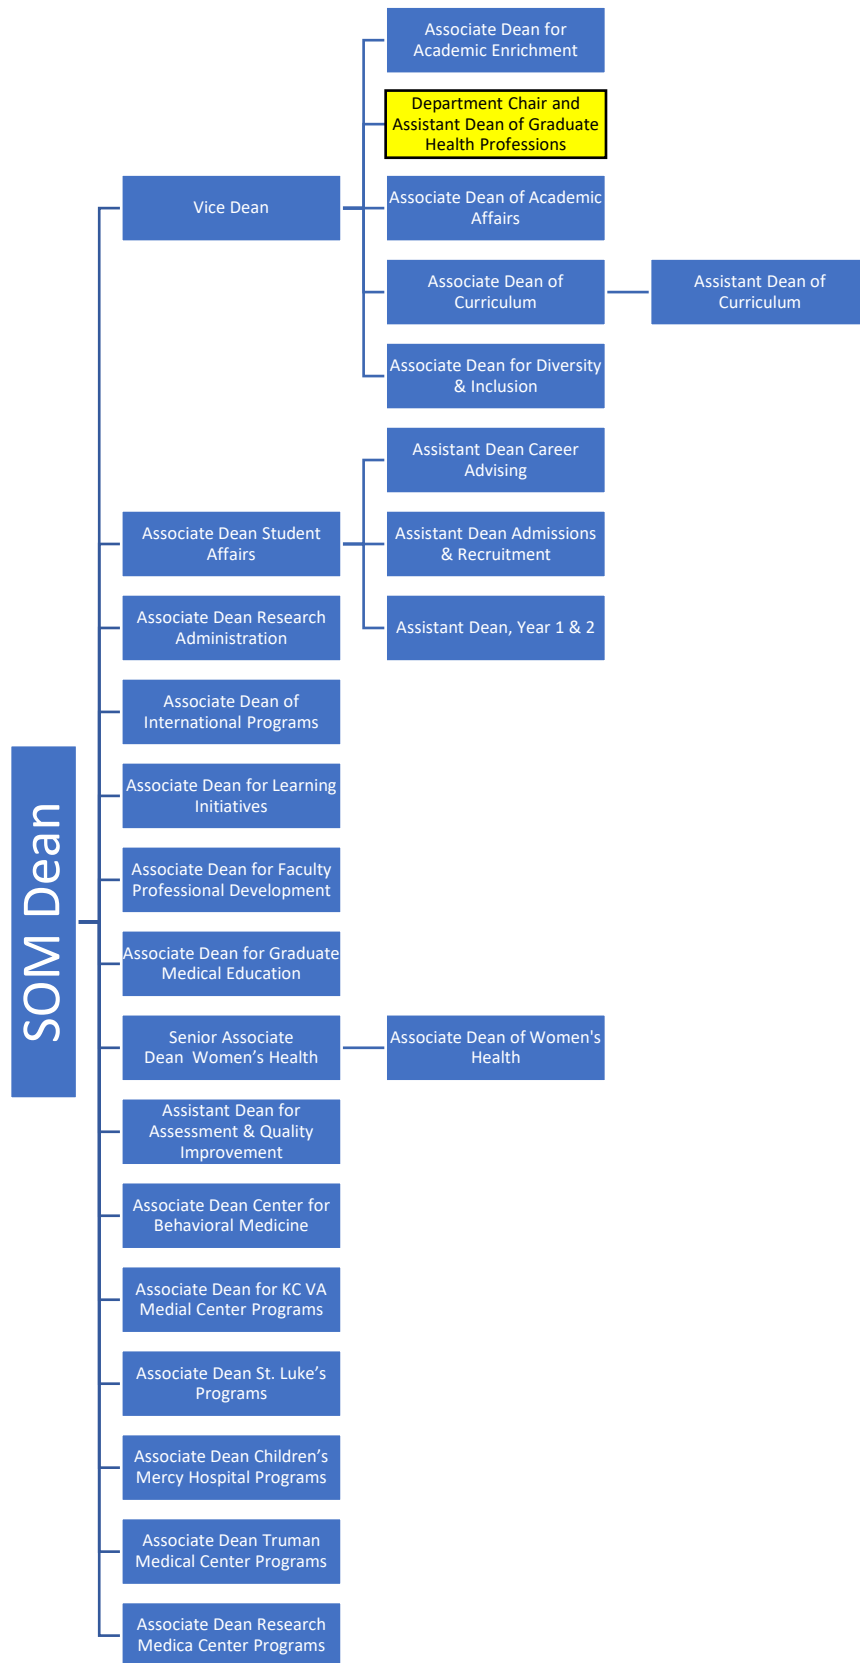 SOM Dean
Vice Dean
Associate Dean for
Academic Enrichment
Department Chair and
Assistant Dean of Graduate
Health Professions
Associate Dean of Academic
Affairs
Associate Dean of
Curriculum
Assistant Dean of
Curriculum
Associate Dean for Diversity
& Inclusion
Associate Dean Student
Affairs
Assistant Dean Career
Advising
Assistant Dean Admissions
& Recruitment
Assistant Dean, Year 1 & 2
Associate Dean Research
Administration
Associate Dean of
International Programs
Associate Dean for Learning
Initiatives
Associate Dean for Faculty
Professional Development
Associate Dean for Graduate
Medical Education
Senior Associate
Dean  Women’s Health
Associate Dean of Women's
Health
Assistant Dean for
Assessment & Quality
Improvement
Associate Dean Center for
Behavioral Medicine
Associate Dean for KC VA
Medial Center Programs
Associate Dean St. Luke’s
Programs
Associate Dean Children’s
Mercy Hospital Programs
Associate Dean Truman
Medical Center Programs
Associate Dean Research
Medica Center Programs